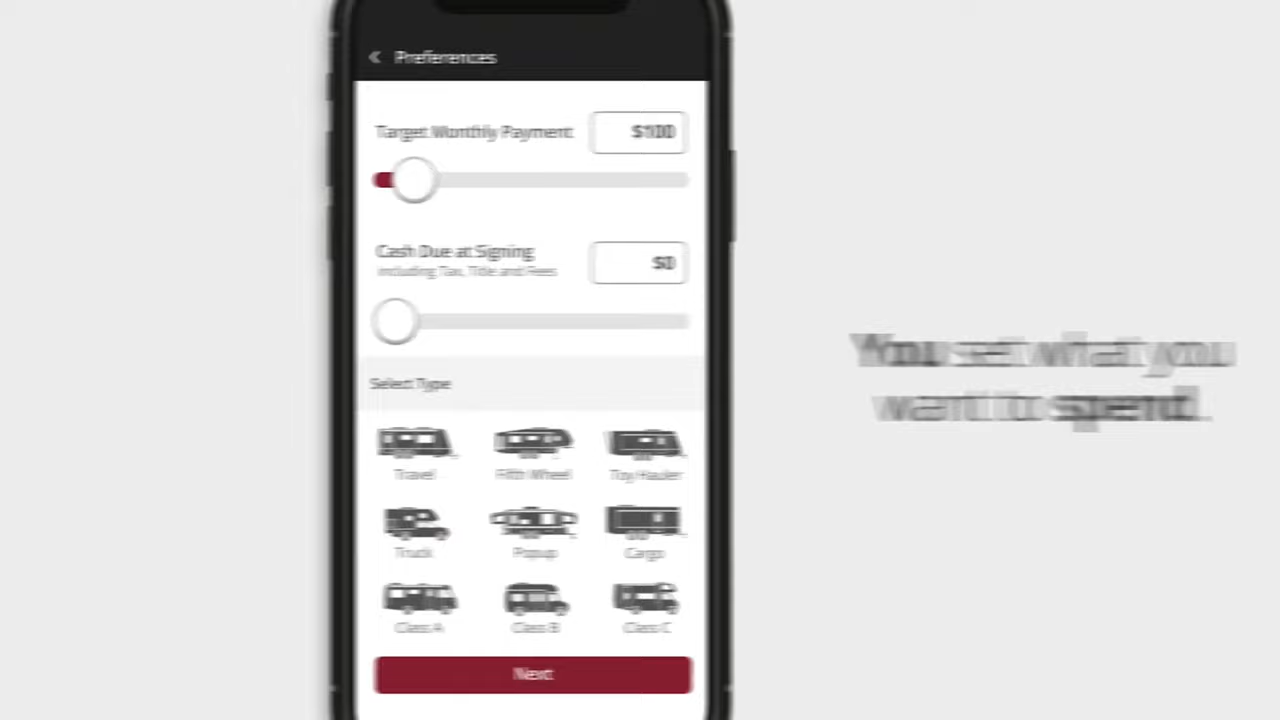 Preferences
Target Monthly Payment
$100
Cash Due at Signing
including Tax, Title and Fees
$0
Select Type
Travel
Fifth Wheel
Toy Hauler
Truck
Popup
Cargo
Class A
Class B
Class C
Next
You set what you
want to spend.